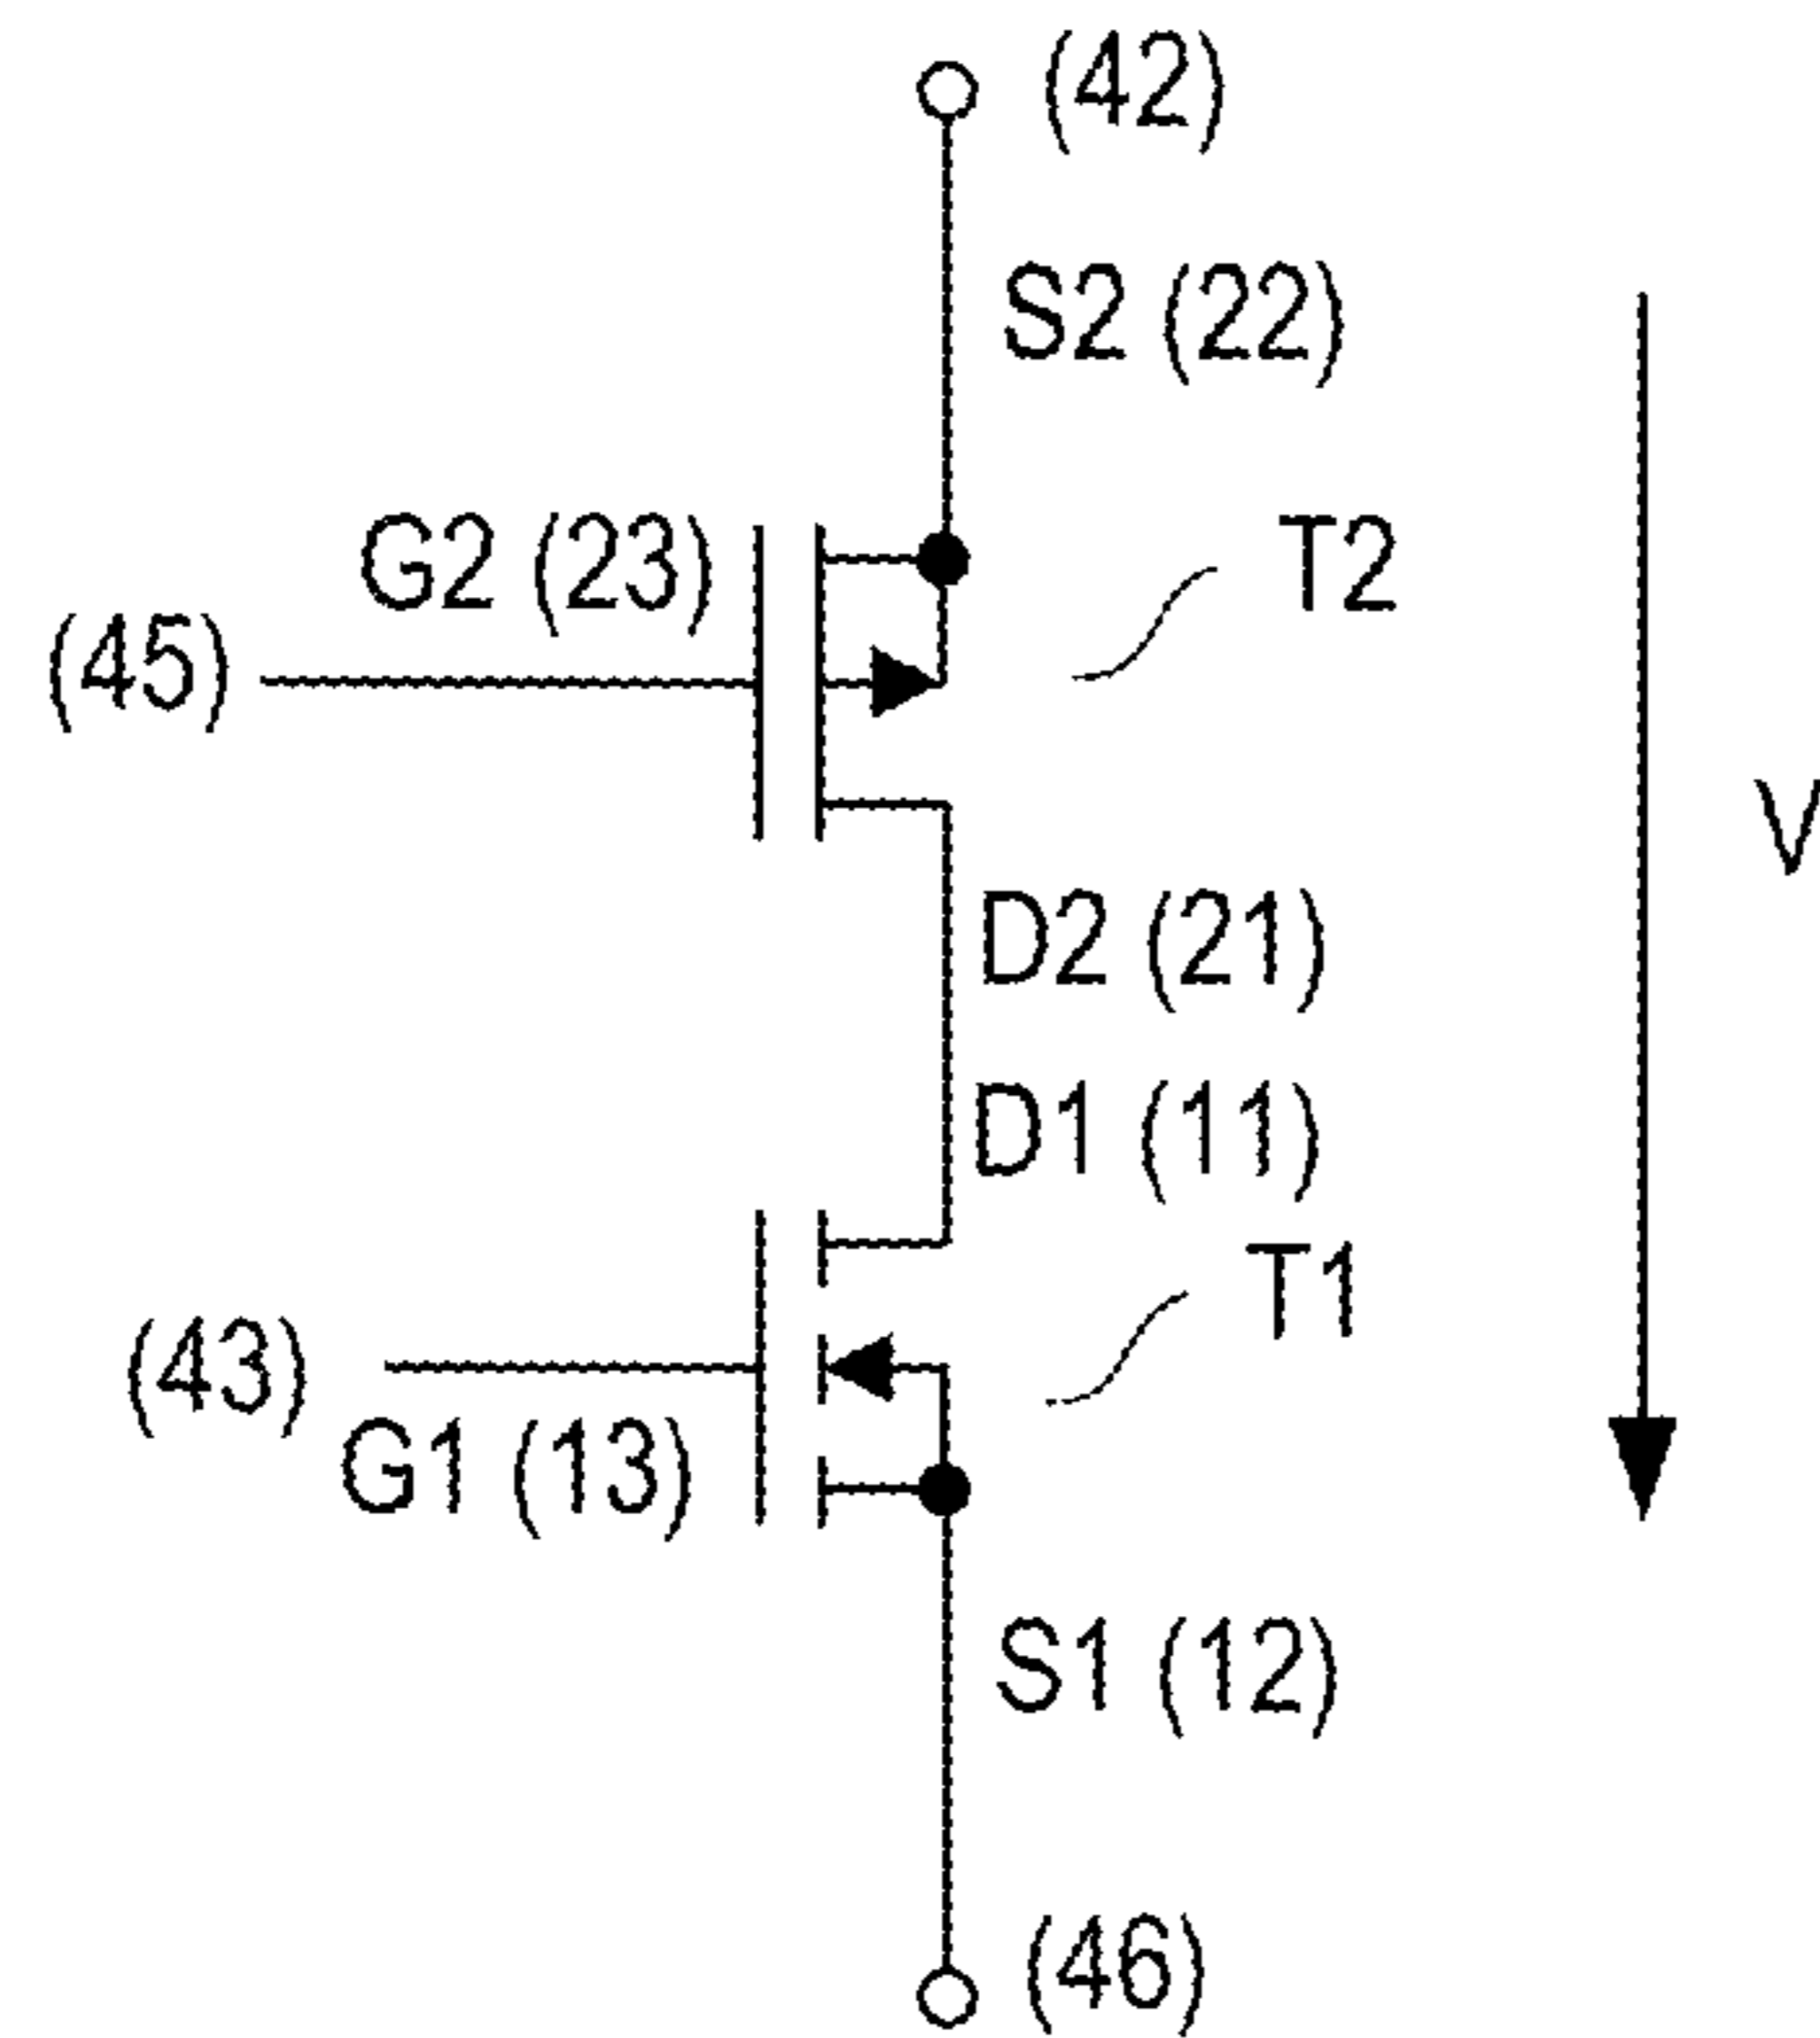 (42)
S2 (22)
G2 (23)
T2
(45)
V
D2 (21)
D1 (11)
T1
(43)
G1 (13)
S1 (12)
(46)